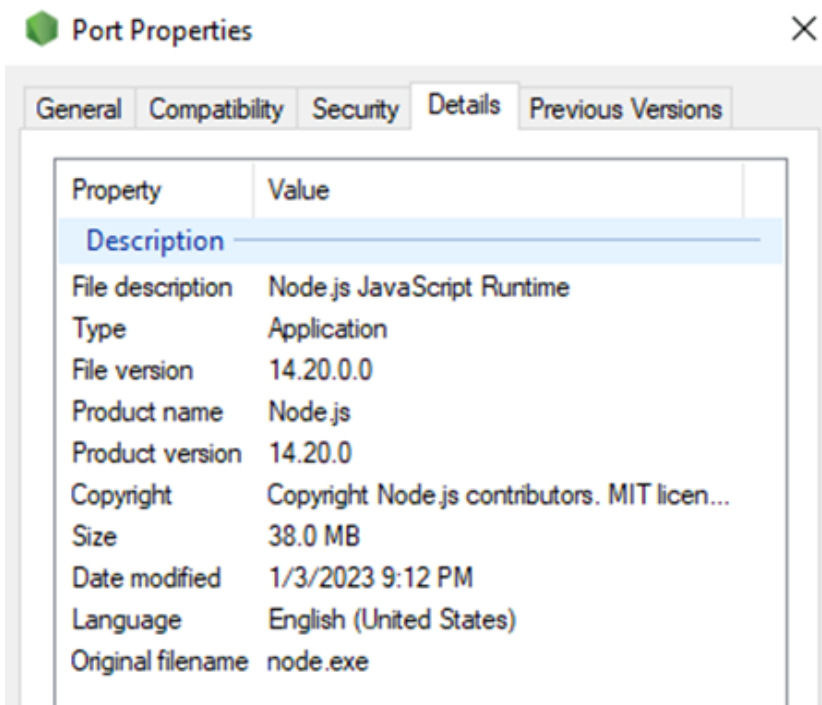 Port Properties
General Compatibility Security Details Previous Versions
Property Value
Description
File description Node.js JavaScript Runtime
Type Application
File version 14.20.0.0
Product name Node.js
Product version 14.20.0
Copyright Copyright Node.js contributors. MIT licen...
Size 38.0 MB
Date modified 1/3/2023 9:12 PM
Language English (United States)
Original filename node.exe